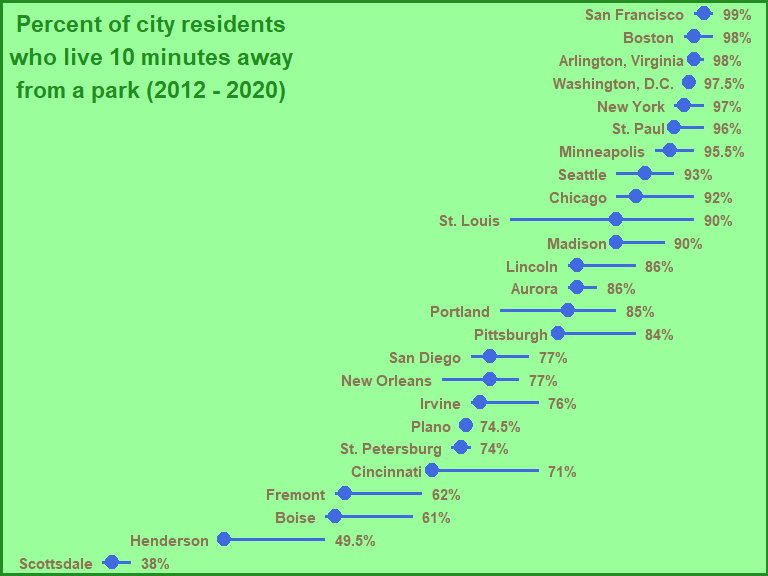 Percent of city residents
who live 10 minutes away
from a park (2012 - 2020)
San Francisco 99%
Boston 98%
Arlington, Virginia 98%
Washington, D.C. 97.5%
New York 97%
St. Paul 96%
Minneapolis 95.5%
Seattle 93%
Chicago 92%
St. Louis 90%
Madison 90%
Lincoln 86%
Aurora 86%
Portland 85%
Pittsburgh 84%
San Diego 77%
New Orleans 77%
Irvine 76%
Plano 74.5%
St. Petersburg 74%
Cincinnati 71%
Fremont 62%
Boise 61%
Henderson 49.5%
Scottsdale 38%